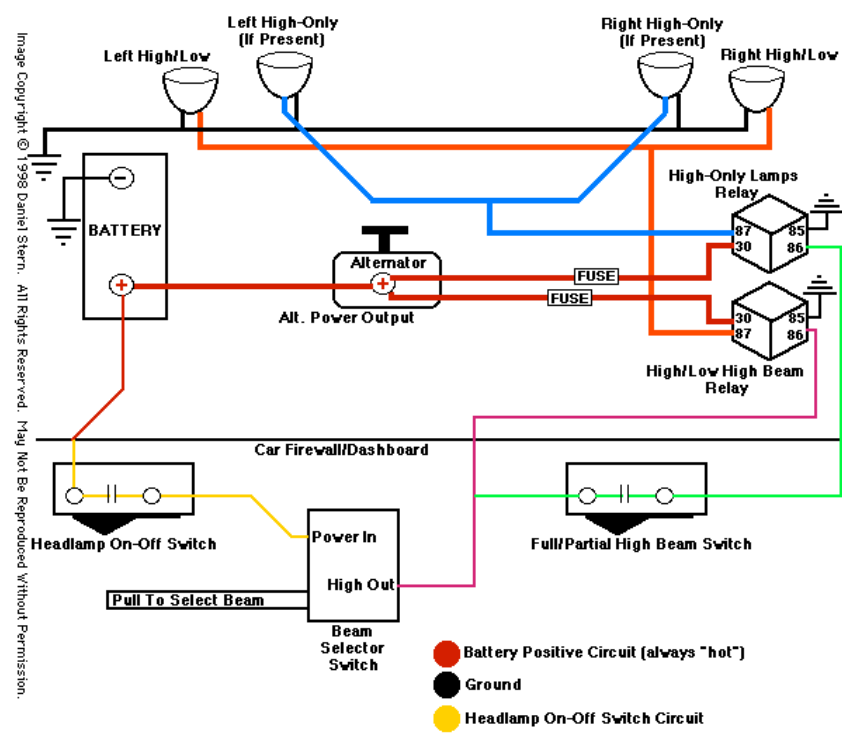 Left High-Only
(If Present)
Right High-Only
(If Present)
Left High/Low
Right High/Low
Image Copyright © 1998 Daniel Stern. All Rights Reserved. May Not Be Reproduced Without Permission.
High-Only Lamps
Relay
BATTERY
87
85
30
86
Alternator
FUSE
FUSE
Alt. Power Output
30
85
87
86
High/Low High Beam
Relay
Car Firewall/Dashboard
Headlamp On-Off Switch
Full/Partial High Beam Switch
Power In
High Out
Pull To Select Beam
Beam
Selector
Switch
Battery Positive Circuit (always "hot")
Ground
Headlamp On-Off Switch Circuit